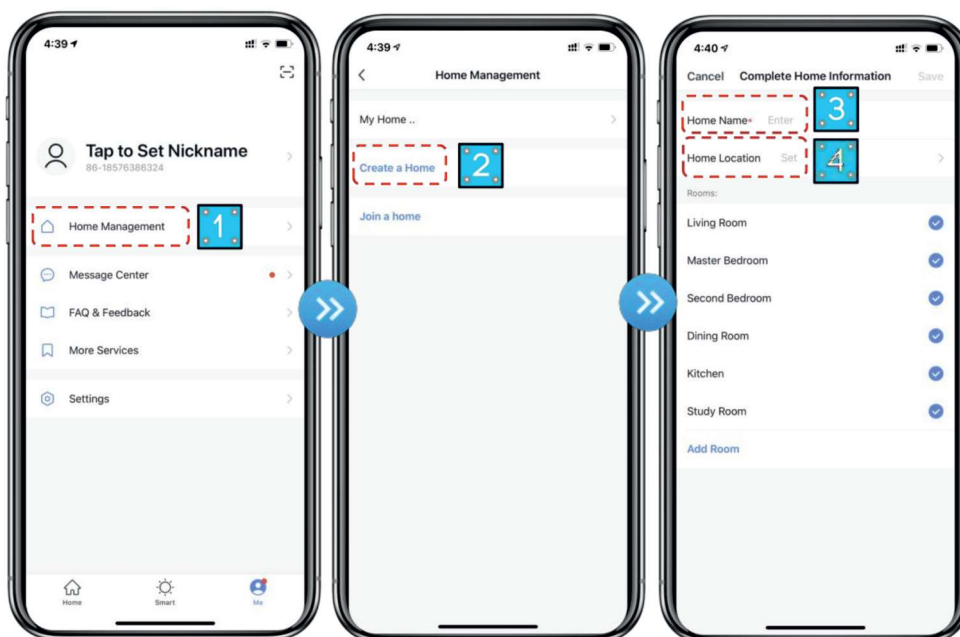 4:39
Tap to Set Nickname
86-18576386324
Home Management
1
Message Center
FAQ & Feedback
More Services
Settings
Home
Smart
Me
4:39
Home Management
My Home ..
Create a Home
2
Join a home
4:40
Cancel Complete Home Information Save
Home Name* Enter
3
Home Location Set
4
Rooms:
Living Room
Master Bedroom
Second Bedroom
Dining Room
Kitchen
Study Room
Add Room